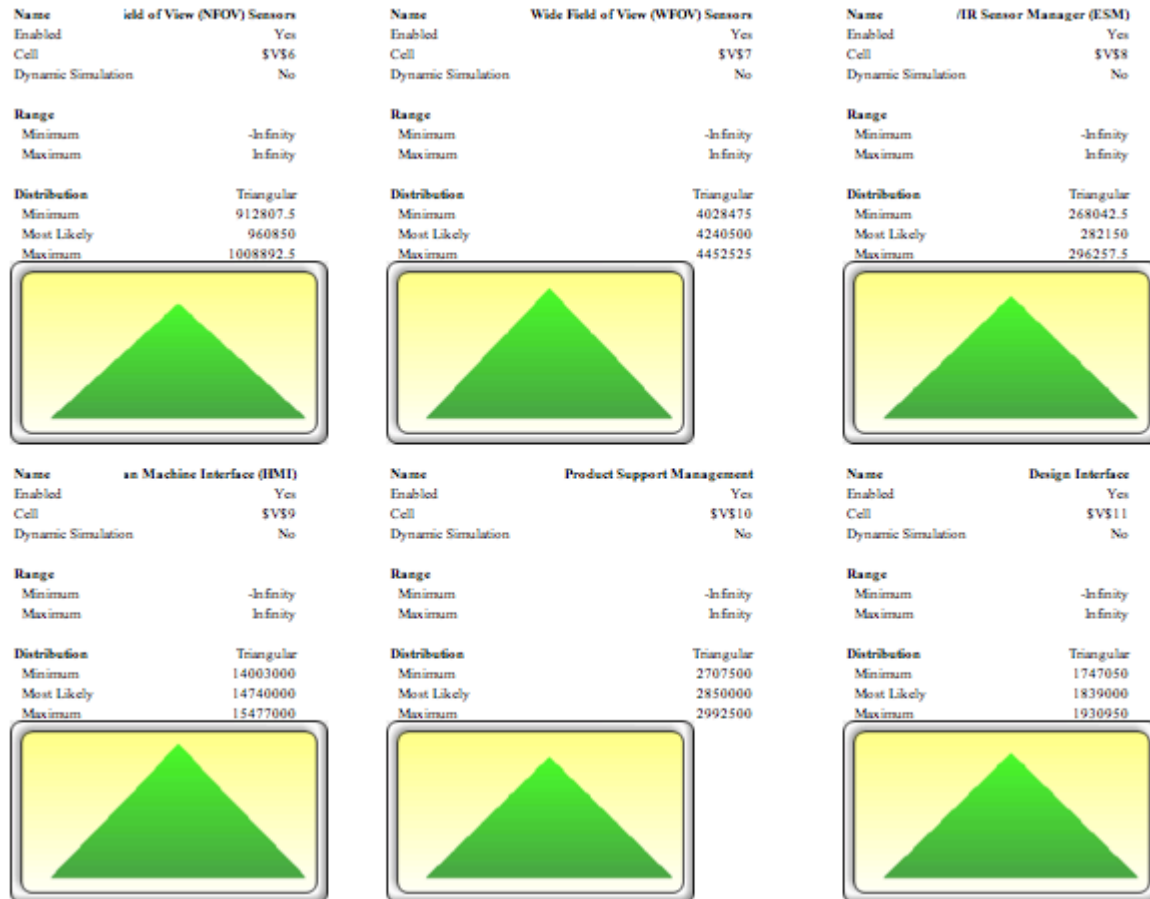 Name ield of View (NFOV) Sensors
Enabled Yes
Cell $V$6
Dynamic Simulation No
Range
Minimum -Infinity
Maximum Infinity
Distribution Triangular
Minimum 912807.5
Most Likely 960850
Maximum 1008892.5
Name Wide Field of View (WFOV) Sensors
Enabled Yes
Cell $V$7
Dynamic Simulation No
Range
Minimum -Infinity
Maximum Infinity
Distribution Triangular
Minimum 4028475
Most Likely 4240500
Maximum 4452525
Name /IR Sensor Manager (ESM)
Enabled Yes
Cell $V$8
Dynamic Simulation No
Range
Minimum -Infinity
Maximum Infinity
Distribution Triangular
Minimum 268042.5
Most Likely 282150
Maximum 296257.5
Name an Machine Interface (HMI)
Enabled Yes
Cell $V$9
Dynamic Simulation No
Range
Minimum -Infinity
Maximum Infinity
Distribution Triangular
Minimum 14003000
Most Likely 14740000
Maximum 15477000
Name Product Support Management
Enabled Yes
Cell $V$10
Dynamic Simulation No
Range
Minimum -Infinity
Maximum Infinity
Distribution Triangular
Minimum 2707500
Most Likely 2850000
Maximum 2992500
Name Design Interface
Enabled Yes
Cell $V$11
Dynamic Simulation No
Range
Minimum -Infinity
Maximum Infinity
Distribution Triangular
Minimum 1747050
Most Likely 1839000
Maximum 1930950